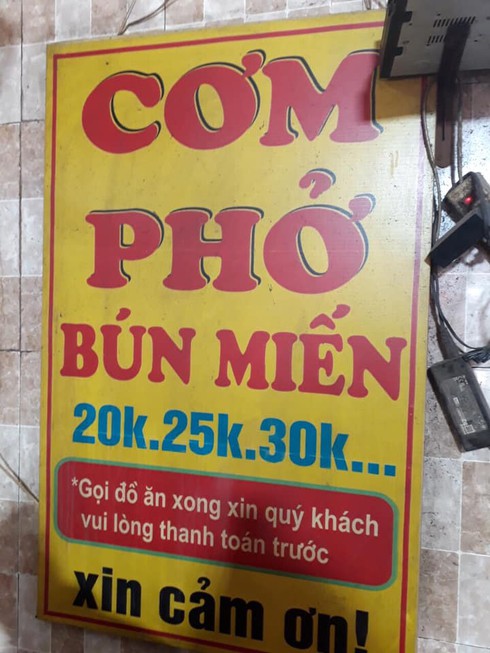 CƠM
PHỞ
BÚN MIẾN
20k.25k.30k...
*Gọi đồ ăn xong xin quý khách
vui lòng thanh toán trước
xin cảm ơn!